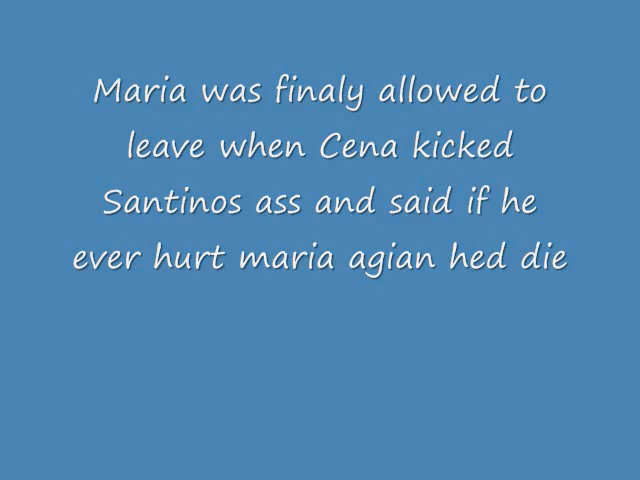 Maria was finaly allowed to
leave when Cena kicked
Santinos ass and said if he
ever hurt maria agian hed die